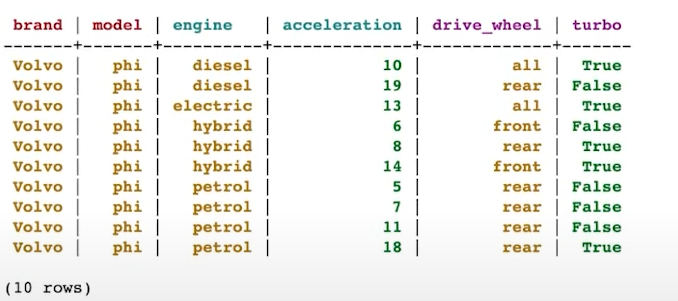 brand | model | engine | acceleration | drive_wheel | turbo
-------+-------+----------+--------------+-------------+-------
Volvo | phi | diesel | 10 | all | True
Volvo | phi | diesel | 19 | rear | False
Volvo | phi | electric | 13 | all | True
Volvo | phi | hybrid | 6 | front | False
Volvo | phi | hybrid | 8 | rear | True
Volvo | phi | hybrid | 14 | front | True
Volvo | phi | petrol | 5 | rear | False
Volvo | phi | petrol | 7 | rear | False
Volvo | phi | petrol | 11 | rear | False
Volvo | phi | petrol | 18 | rear | True
(10 rows)